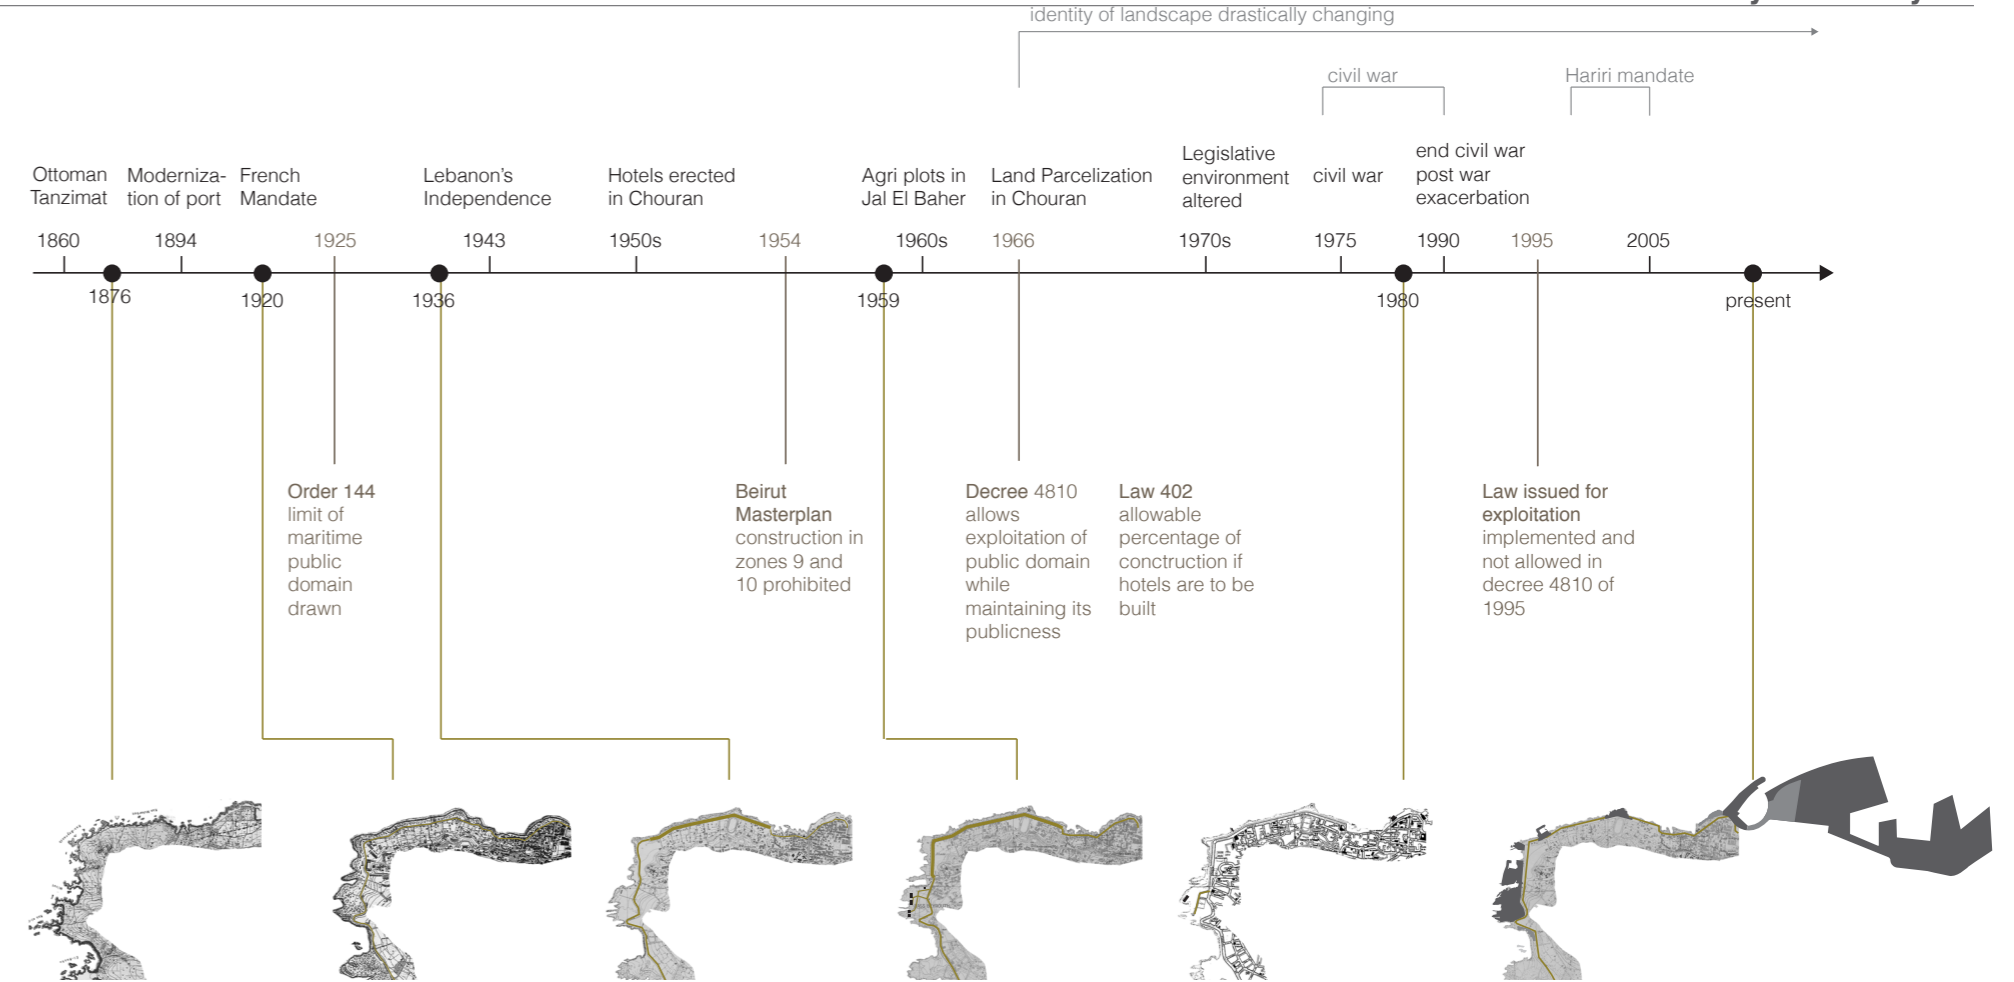 identity of landscape drastically changing
civil war
Hariri mandate
Ottoman
Tanzimat
Moderniza-
tion of port
French
Mandate
Lebanon's
Independence
Hotels erected
in Chouran
Agri plots in
Jal El Baher
Land Parcelization
in Chouran
Legislative
environment
altered
civil war
end civil war
post war
exacerbation
1860
1894
1925
1943
1950s
1954
1960s
1966
1970s
1975
1990
1995
2005
1876
1920
1936
1959
1980
present
Order 144
limit of
maritime
public
domain
drawn
Beirut
Masterplan
construction in
zones 9 and
10 prohibited
Decree 4810
allows
exploitation of
public domain
while
maintaining its
publicness
Law 402
allowable
percentage of
conctruction if
hotels are to be
built
Law issued for
exploitation
implemented and
not allowed in
decree 4810 of
1995